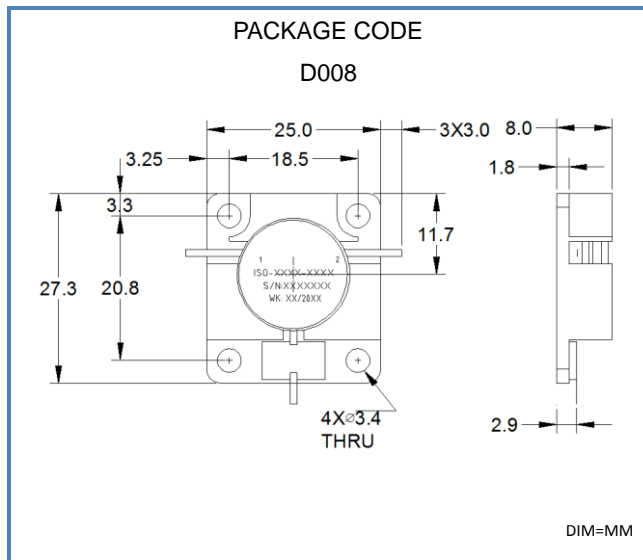 PACKAGE CODE
D008
25.0
3X3.0
8.0
3.25
18.5
1.8
3.3
11.7
27.3
20.8
1 2
ISO-XXXX-XXXX
S/N:XXXXXXX
WK: XX/20XX
4X⌀3.4
THRU
2.9
DIM=MM